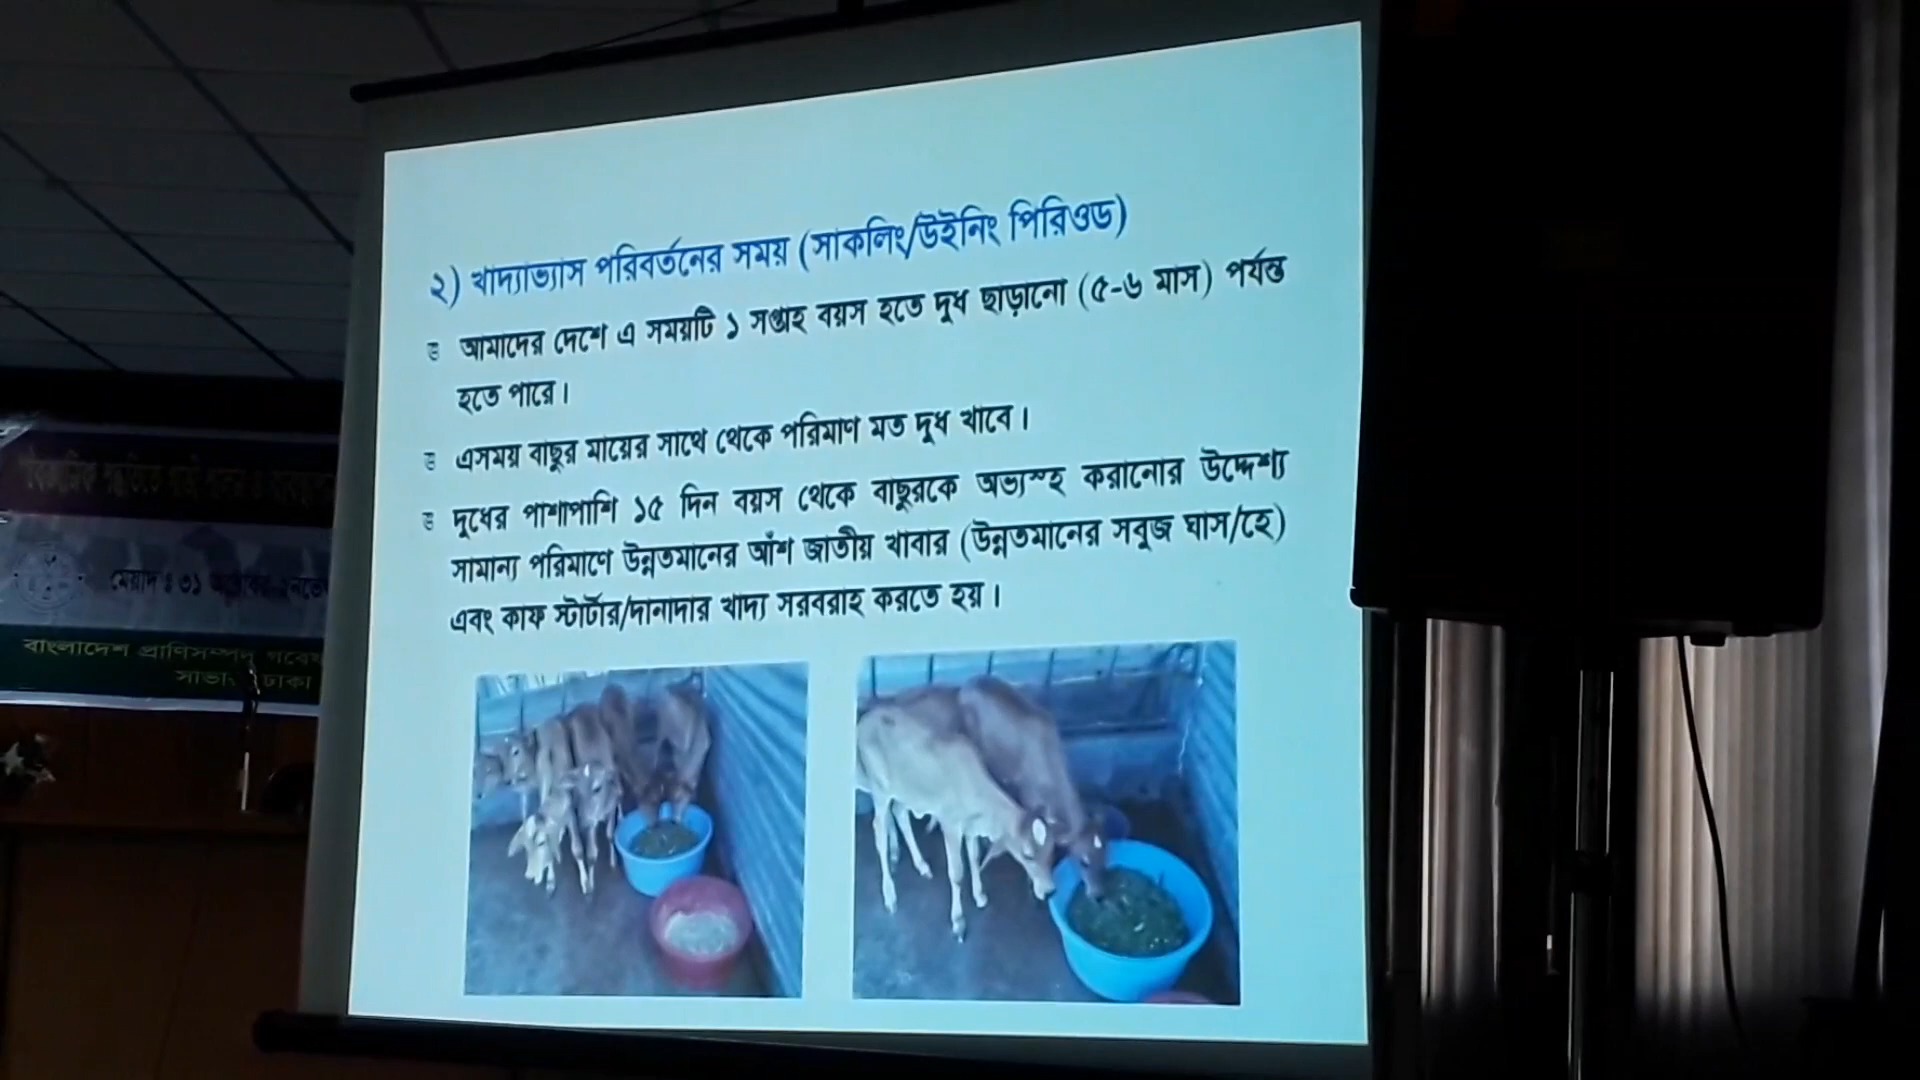 ২) খাদ্যাভ্যাস পরিবর্তনের সময় (সাকলিং/উইনিং পিরিওড)
আমাদের দেশে এ সময়টি ১ সপ্তাহ বয়স হতে দুধ ছাড়ানো (৫-৬ মাস) পর্যন্ত
হতে পারে।
এসময় বাছুর মায়ের সাথে থেকে পরিমাণ মত দুধ খাবে।
দুধের পাশাপাশি ১৫ দিন বয়স থেকে বাছুরকে অভ্যস্হ করানোর উদ্দেশ্য
সামান্য পরিমাণে উন্নতমানের আঁশ জাতীয় খাবার (উন্নতমানের সবুজ ঘাস/হে)
এবং কাফ স্টার্টার/দানাদার খাদ্য সরবরাহ করতে হয়।
মেয়াদ ঃ ৩১
বাংলাদেশ প্রাণিসম্পদ গবেষ
সাভার ঢাকা